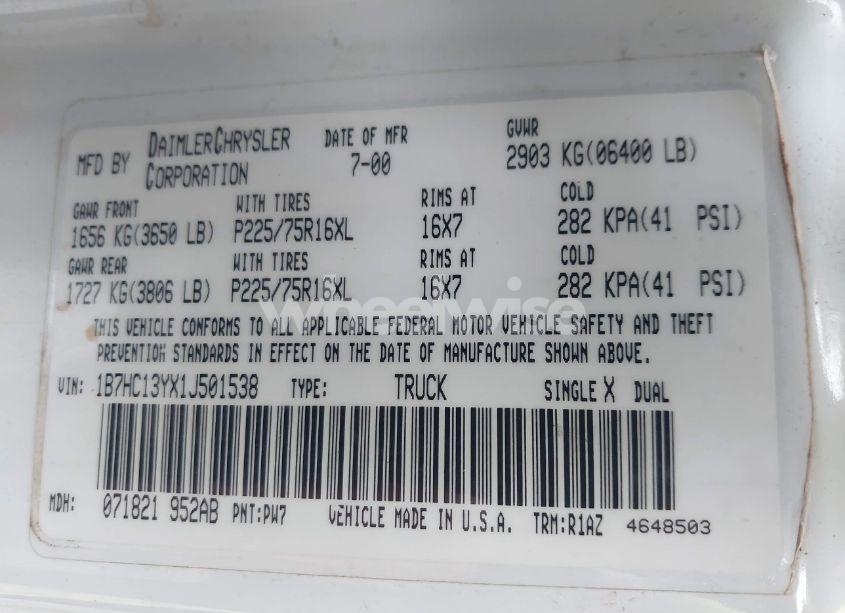 MFD BY DAIMLERCHRYSLER CORPORATION DATE OF MFR 7-00 GVWR 2903 KG(06400 LB)
GAWR FRONT WITH TIRES RIMS AT COLD
1656 KG(3650 LB) P225/75R16XL 16X7 282 KPA(41 PSI)
GAWR REAR WITH TIRES RIMS AT COLD
1727 KG(3806 LB) P225/75R16XL 16X7 282 KPA(41 PSI)
wheelwise
THIS VEHICLE CONFORMS TO ALL APPLICABLE FEDERAL MOTOR VEHICLE SAFETY AND THEFT
PREVENTION STANDARDS IN EFFECT ON THE DATE OF MANUFACTURE SHOWN ABOVE.
VIN: 1B7HC13YX1J501538 TYPE: TRUCK SINGLE X DUAL
MDH: 071821 952AB PNT:PW7 VEHICLE MADE IN U.S.A. TRM:R1AZ 4648503